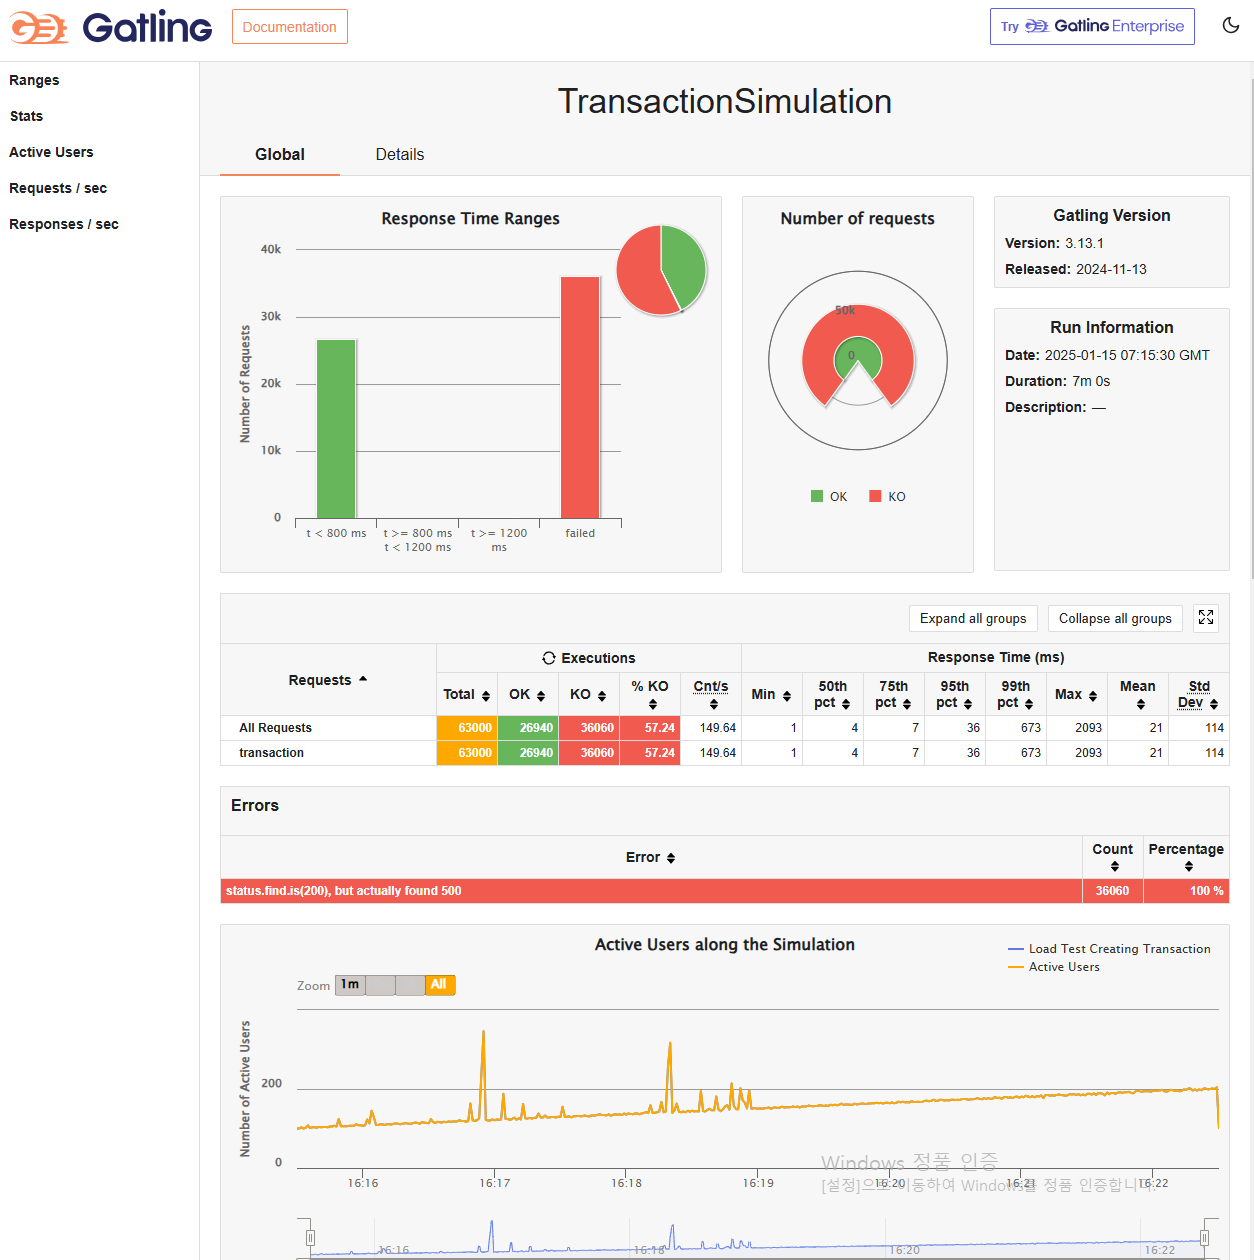 Gatling
Documentation
Try Gatling Enterprise
Ranges
Stats
Active Users
Requests / sec
Responses / sec
TransactionSimulation
Global
Details
Response Time Ranges
Number of Requests
40k
30k
20k
10k
0
t < 800 ms
t >= 800 ms
t < 1200 ms
t >= 1200
ms
failed
Number of requests
50k
0
OK
KO
Gatling Version
Version: 3.13.1
Released: 2024-11-13
Run Information
Date: 2025-01-15 07:15:30 GMT
Duration: 7m 0s
Description: —
Expand all groups
Collapse all groups
Requests
Executions
Response Time (ms)
Total OK KO % KO Cnt/s Min 50th pct 75th pct 95th pct 99th pct Max Mean Std Dev
All Requests 63000 26940 36060 57.24 149.64 1 4 7 36 673 2093 21 114
transaction 63000 26940 36060 57.24 149.64 1 4 7 36 673 2093 21 114
Errors
Error Count Percentage
status.find.is(200), but actually found 500 36060 100 %
Active Users along the Simulation
Load Test Creating Transaction
Active Users
Zoom 1m All
Number of Active Users
200
0
16:16 16:17 16:18 16:19 16:20 16:21 16:22
Windows 정품 인증
[설정]으로 이동하여 Windows를 정품 인증합니다.
16:16 16:18 16:20 16:22